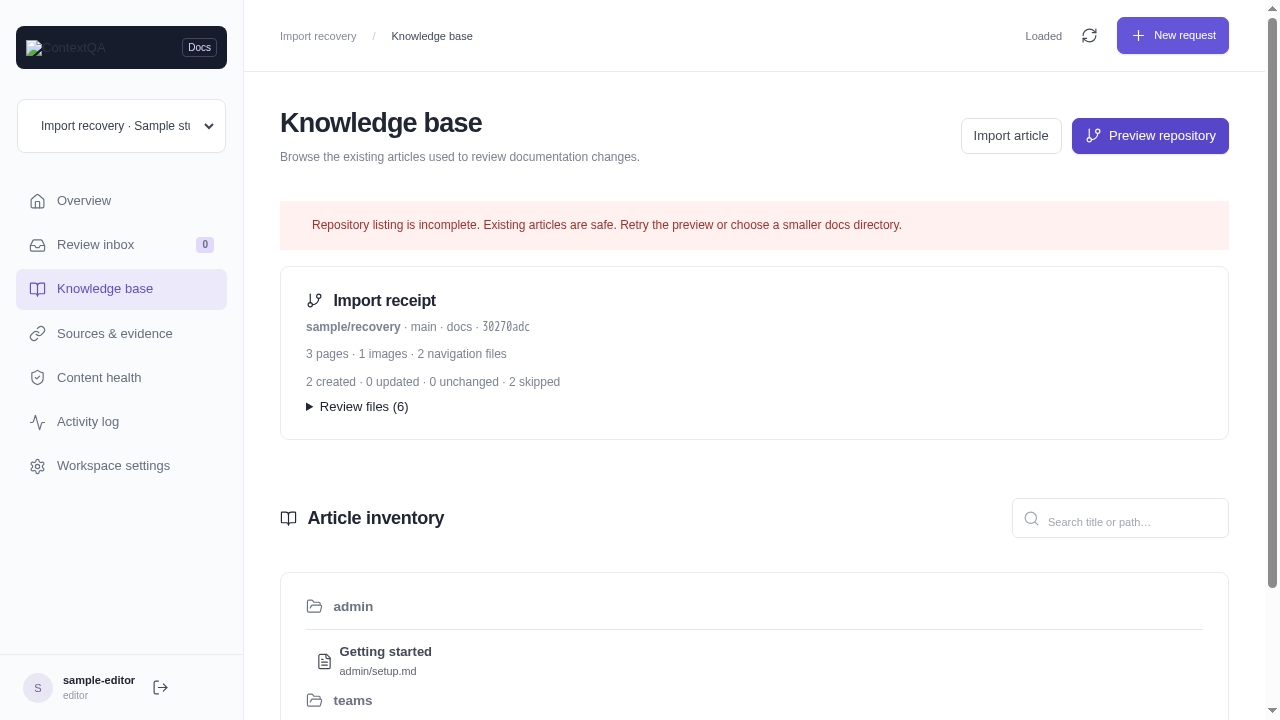 ContextQA
Docs
Import recovery · Sample stu
Overview
Review inbox
0
Knowledge base
Sources & evidence
Content health
Activity log
Workspace settings
S
sample-editor
editor
Import recovery / Knowledge base
Loaded
New request
Knowledge base
Browse the existing articles used to review documentation changes.
Import article
Preview repository
Repository listing is incomplete. Existing articles are safe. Retry the preview or choose a smaller docs directory.
Import receipt
sample/recovery · main · docs · 30270adc
3 pages · 1 images · 2 navigation files
2 created · 0 updated · 0 unchanged · 2 skipped
Review files (6)
Article inventory
Search title or path…
admin
Getting started
admin/setup.md
teams